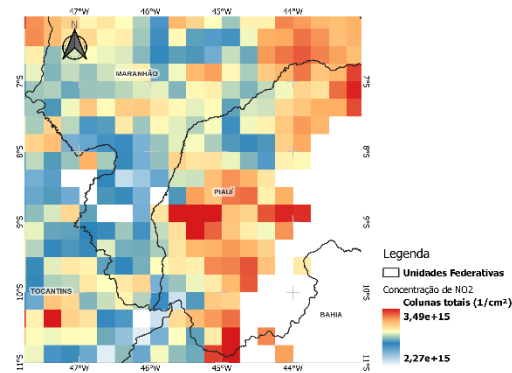 47°W 46°W 45°W 44°W
N
MARANHÃO
7°S 7°S
8°S 8°S
PIAUÍ
9°S 9°S
TOCANTINS
10°S 10°S
BAHIA
11°S 11°S
47°W 46°W 45°W 44°W
Legenda
Unidades Federativas
Concentração de NO2
Colunas totais (1/cm²)
3,49e+15
2,27e+15